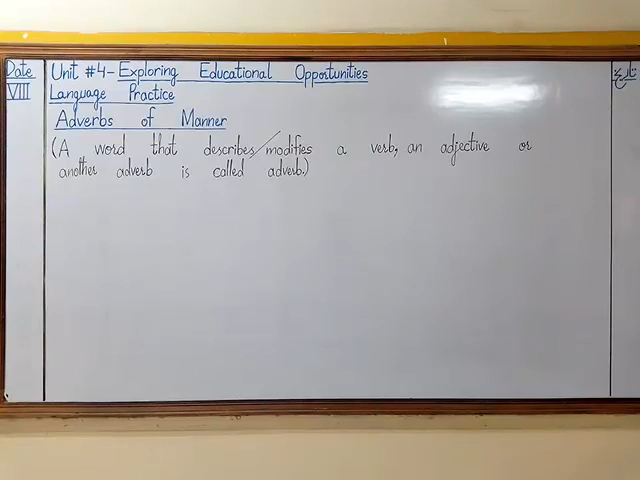 Date
VIII
Unit #4- Exploring Educational Opportunities
Language Practice
Adverbs of Manner
(A word that describes/modifies a verb, an adjective or
another adverb is called adverb.)
تاریخ